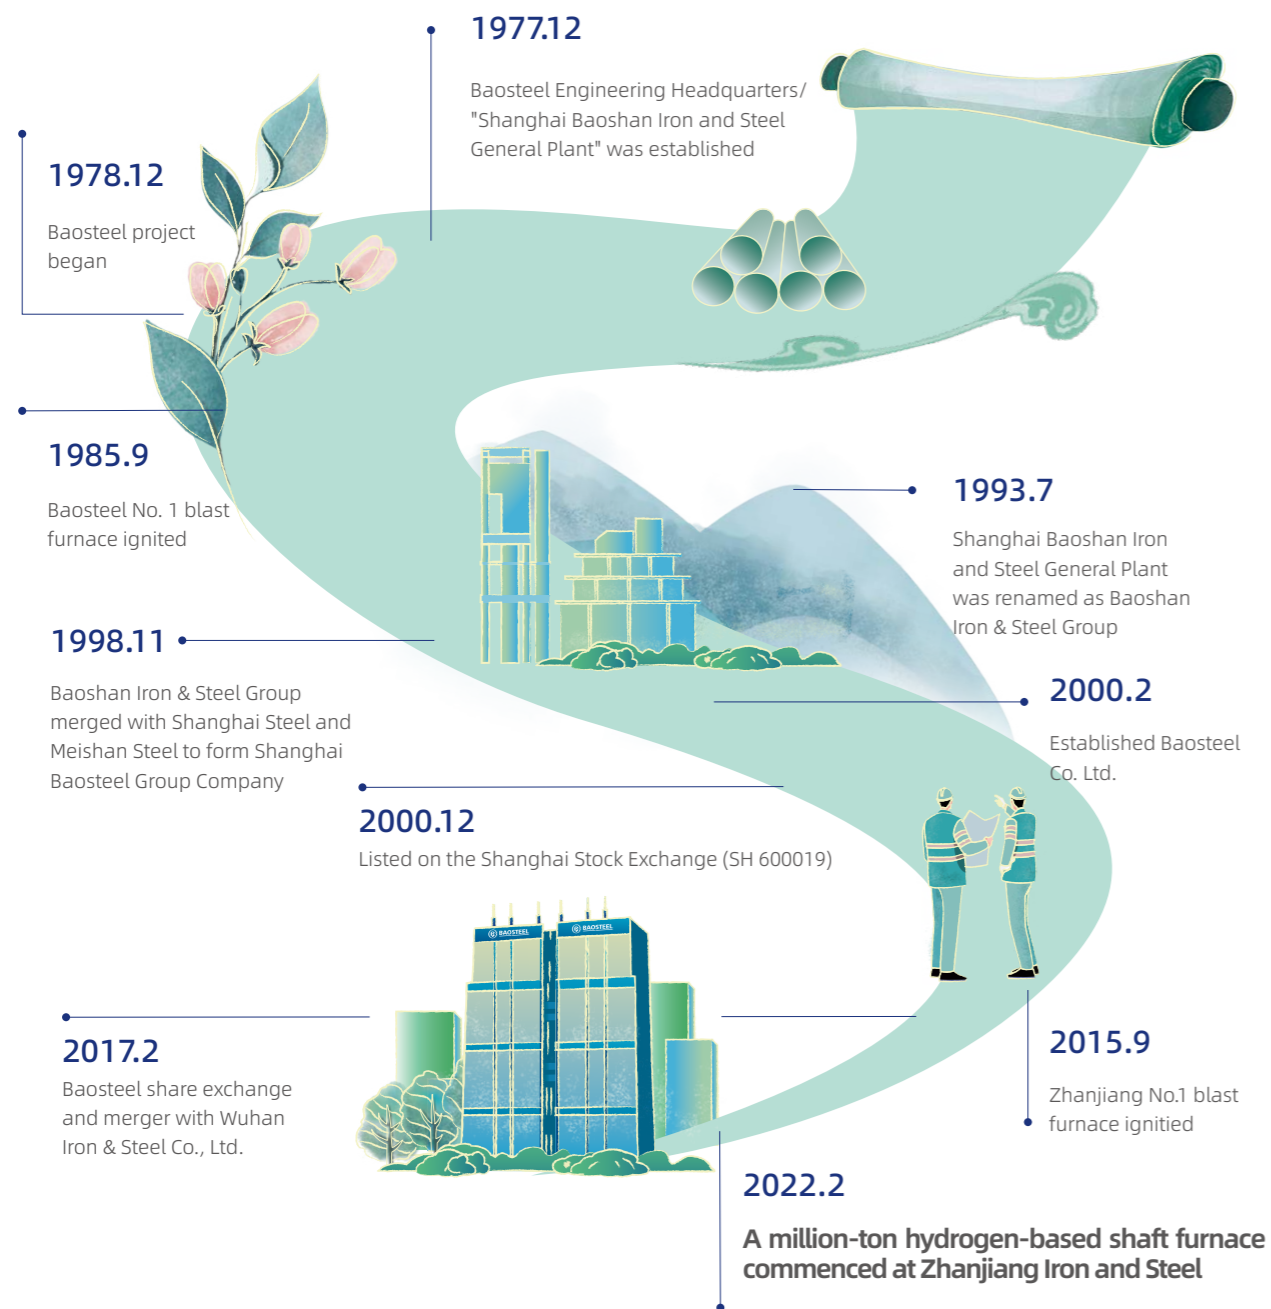 1977.12
Baosteel Engineering Headquarters/
"Shanghai Baoshan Iron and Steel
General Plant" was established
1978.12
Baosteel project
began
1985.9
Baosteel No. 1 blast
furnace ignited
1993.7
Shanghai Baoshan Iron
and Steel General Plant
was renamed as Baoshan
Iron & Steel Group
1998.11
Baoshan Iron & Steel Group
merged with Shanghai Steel and
Meishan Steel to form Shanghai
Baosteel Group Company
2000.2
Established Baosteel
Co. Ltd.
2000.12
Listed on the Shanghai Stock Exchange (SH 600019)
BAOSTEEL
BAOSTEEL
2015.9
Zhanjiang No.1 blast
furnace ignitied
2017.2
Baosteel share exchange
and merger with Wuhan
Iron & Steel Co., Ltd.
2022.2
A million-ton hydrogen-based shaft furnace
commenced at Zhanjiang Iron and Steel